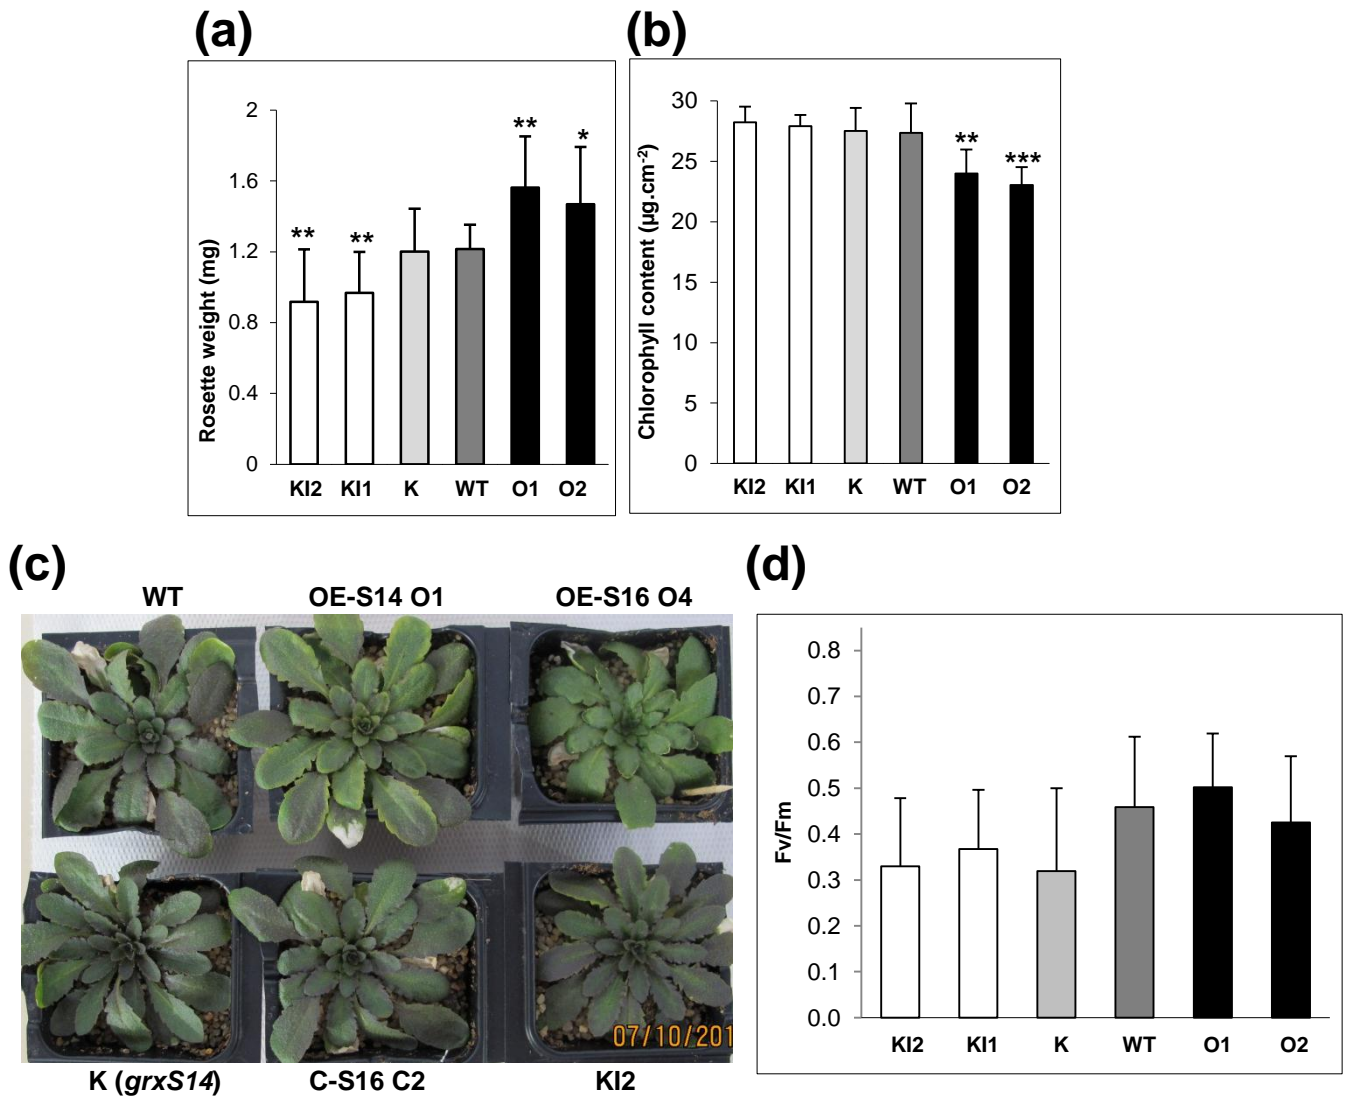 (a)
Rosette weight (mg)
2
1.6
1.2
0.8
0.4
0
** ** ** *
KI2 KI1 K WT O1 O2
(b)
Chlorophyll content (µg.cm-2)
30
25
20
15
10
5
0
** ***
KI2 KI1 K WT O1 O2
(c)
WT OE-S14 O1 OE-S16 O4
07/10/201
K (grxS14) C-S16 C2 KI2
(d)
Fv/Fm
0.8
0.7
0.6
0.5
0.4
0.3
0.2
0.1
0.0
KI2 KI1 K WT O1 O2